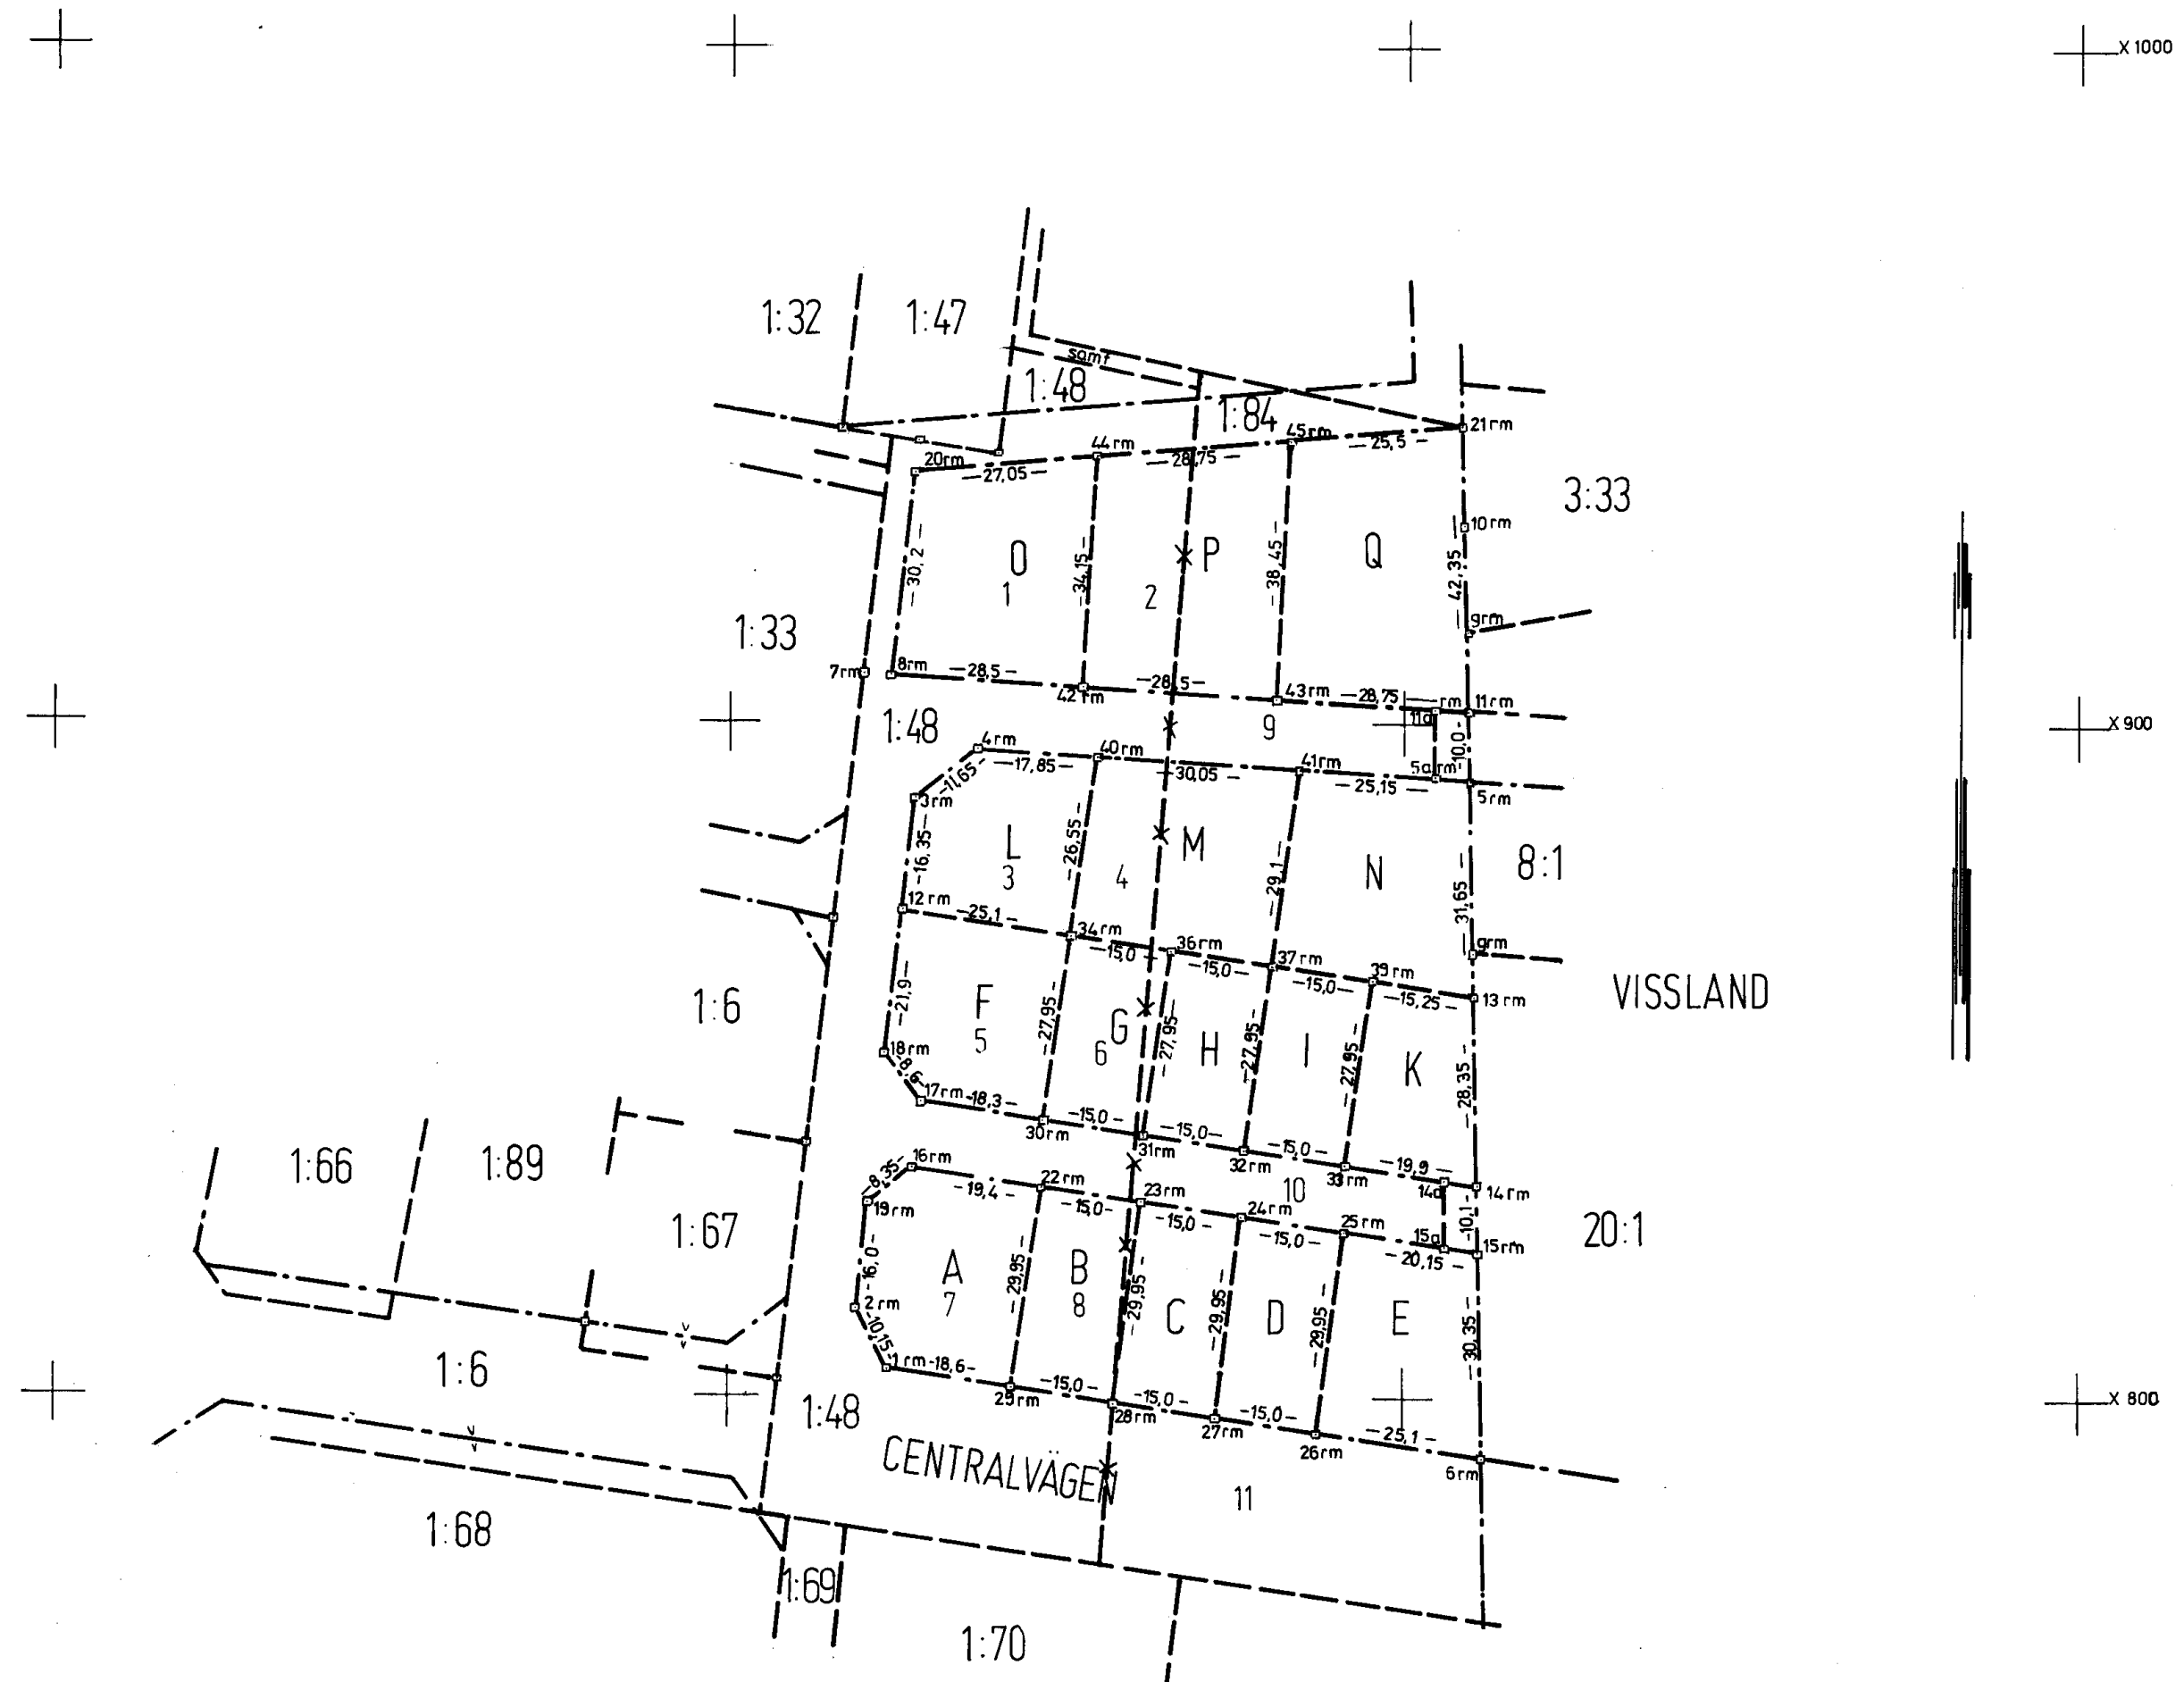 X 1000
1:32
1:47
samf
1:48
1:84
21rm
44rm
45rm
—25,5—
20rm
—27,05—
—28,75—
3:33
10rm
—30,2—
O
1
—34,15—
2
P
—38,45—
Q
—42,35—
grm
1:33
7rm
8rm
—28,5—
42rm
—28,5—
43rm
—28,75—
rm
11rm
11a
1:48
9
10,0
X 900
4rm
—17,85—
40rm
—30,05—
41rm
—25,15—
5a rm
5rm
—11,65—
3rm
—16,35—
L
3
—26,55—
4
M
—29,1—
N
—31,65—
8:1
12rm
—25,1—
34rm
—15,0—
36rm
—15,0—
37rm
—15,0—
39rm
—15,25—
grm
13rm
VISSLAND
1:6
—21,9—
F
5
—27,95—
G
6
—27,95—
H
—27,95—
I
—27,95—
K
—28,35—
18rm
—8,6—
17rm
—18,3—
30rm
—15,0—
31rm
—15,0—
32rm
—15,0—
33rm
—19,9—
14a
14rm
1:66
1:89
1:67
16rm
—8,35—
19rm
—19,4—
22rm
—15,0—
23rm
—15,0—
24rm
10
—15,0—
25rm
—20,15—
15a
10,1
15rm
20:1
—16,0—
A
7
—29,95—
B
8
—29,95—
C
—29,95—
D
—29,95—
E
—30,35—
2rm
—10,15—
1rm
—18,6—
29rm
—15,0—
28rm
—15,0—
27rm
—15,0—
26rm
—25,1—
6rm
1:6
1:48
X 800
CENTRALVÄGEN
11
1:68
1:69
1:70